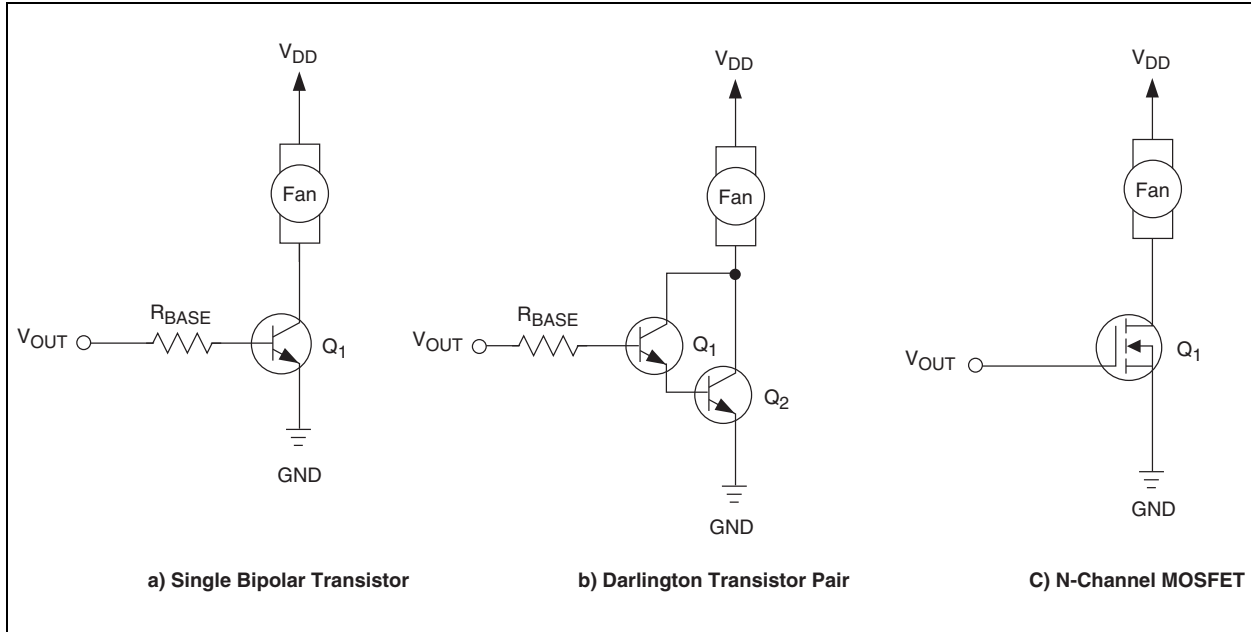 VDD
Fan
RBASE
VOUT
Q1
GND
a) Single Bipolar Transistor
VDD
Fan
RBASE
VOUT
Q1
Q2
GND
b) Darlington Transistor Pair
VDD
Fan
VOUT
Q1
GND
C) N-Channel MOSFET